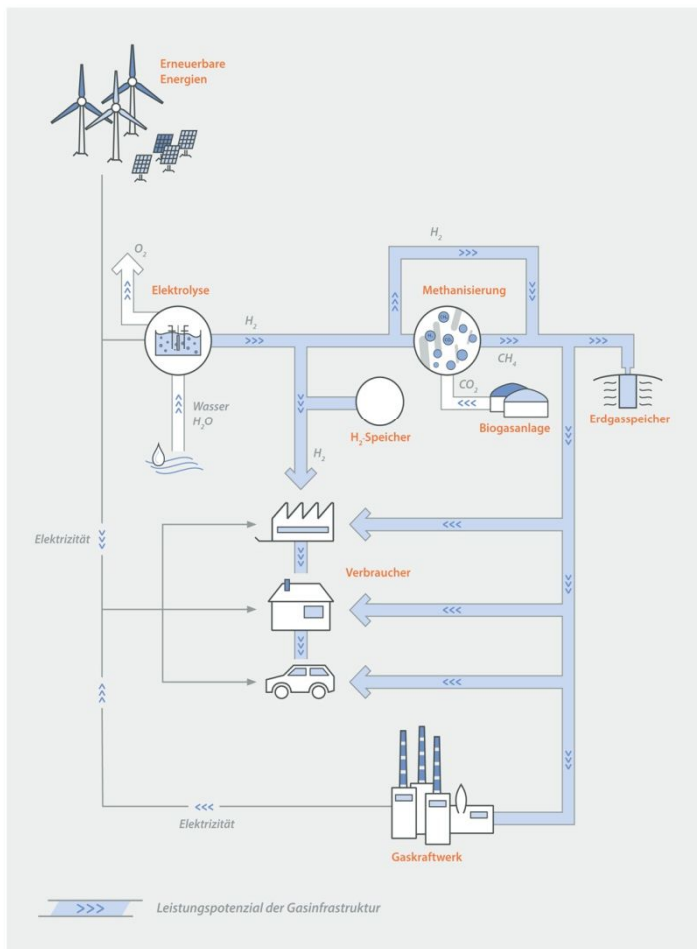 Erneuerbare
Energien
O₂
Elektrolyse
H₂
H₂
Methanisierung
CH₄
CO₂
Wasser
H₂O
H₂-Speicher
Biogasanlage
Erdgasspeicher
H₂
Elektrizität
Verbraucher
Elektrizität
Gaskraftwerk
>>> Leistungspotenzial der Gasinfrastruktur